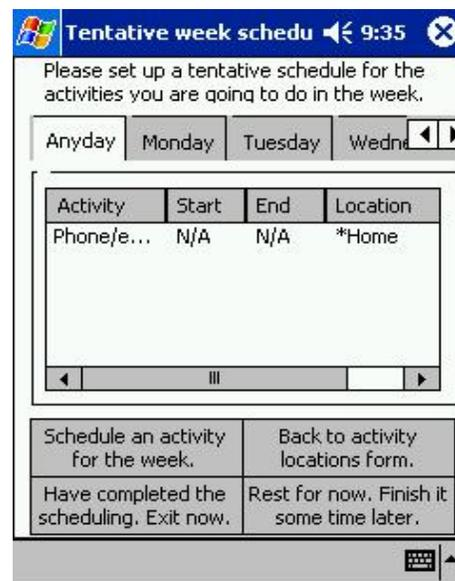 Tentative week schedu 9:35
Please set up a tentative schedule for the
activities you are going to do in the week.
Anyday Monday Tuesday Wedne
Activity Start End Location
Phone/e... N/A N/A *Home
Schedule an activity
for the week.
Back to activity
locations form.
Have completed the
scheduling. Exit now.
Rest for now. Finish it
some time later.